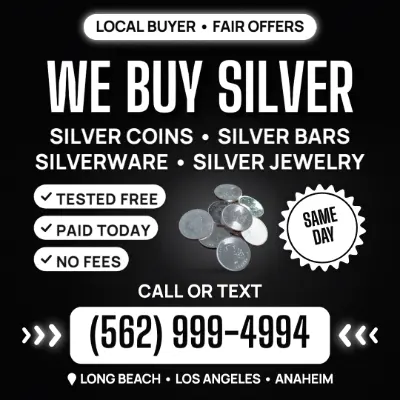 LOCAL BUYER • FAIR OFFERS
WE BUY SILVER
SILVER COINS • SILVER BARS
SILVERWARE • SILVER JEWELRY
TESTED FREE
PAID TODAY
NO FEES
SAME
DAY
CALL OR TEXT
(562) 999-4994
LONG BEACH • LOS ANGELES • ANAHEIM